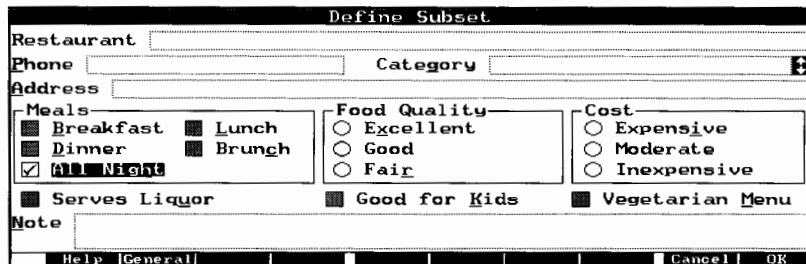 Define Subset
Restaurant
Phone Category
Address
Meals Food Quality Cost
Breakfast Lunch Excellent Expensive
Dinner Brunch Good Moderate
All Night Fair Inexpensive
Serves Liquor Good for Kids Vegetarian Menu
Note
Help General Cancel OK